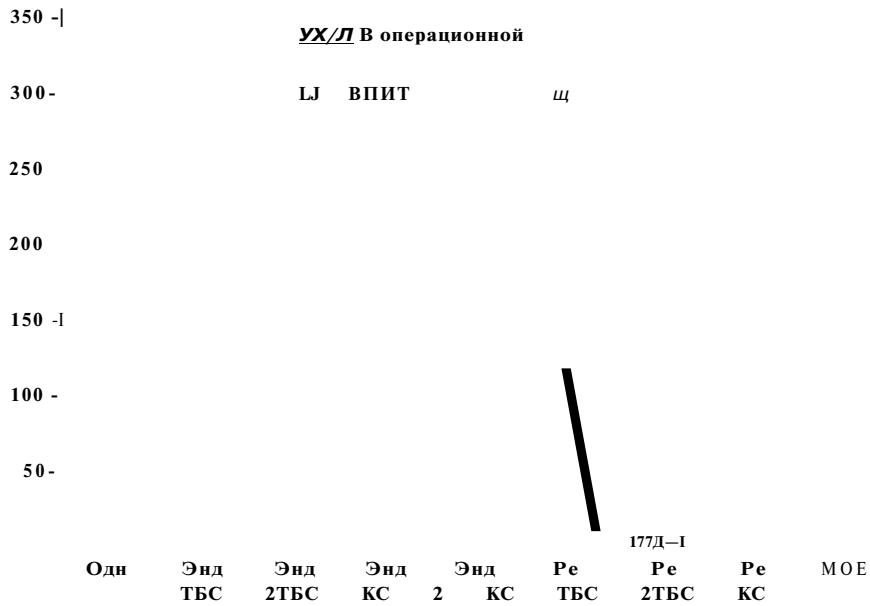 350 -|
УХ/Л В операционной
300-
LJ ВПИТ щ
250
200
150 -I
100 -
50-
177Д—I
Одн Энд Энд Энд Энд Ре Ре Ре МОЕ
ТБС 2ТБС КС 2 КС ТБС 2ТБС КС